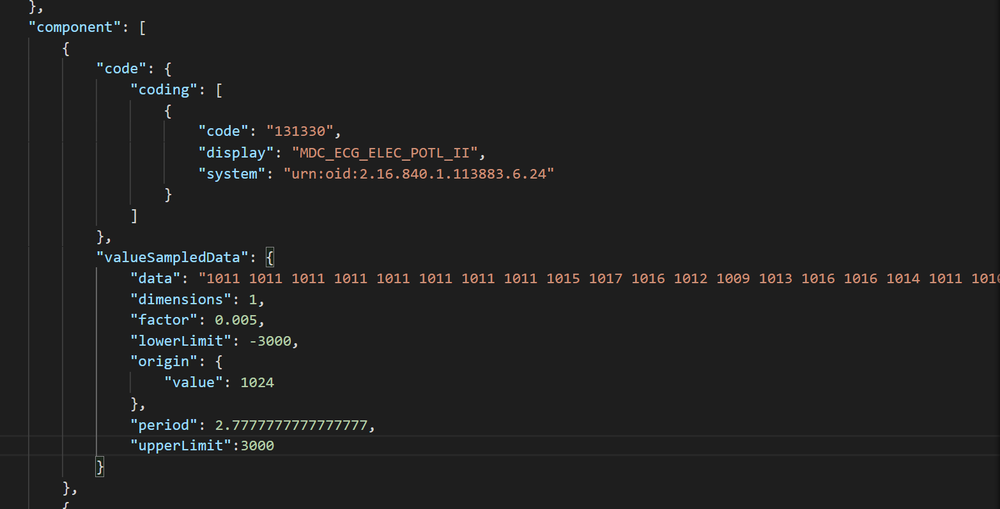 },
"component": [
{
"code": {
"coding": [
{
"code": "131330",
"display": "MDC_ECG_ELEC_POTL_II",
"system": "urn:oid:2.16.840.1.113883.6.24"
}
]
},
"valueSampledData": {
"data": "1011 1011 1011 1011 1011 1011 1011 1011 1015 1017 1016 1012 1009 1013 1016 1016 1014 1011
"dimensions": 1,
"factor": 0.005,
"lowerLimit": -3000,
"origin": {
"value": 1024
},
"period": 2.7777777777777777,
"upperLimit":3000
}
},
{